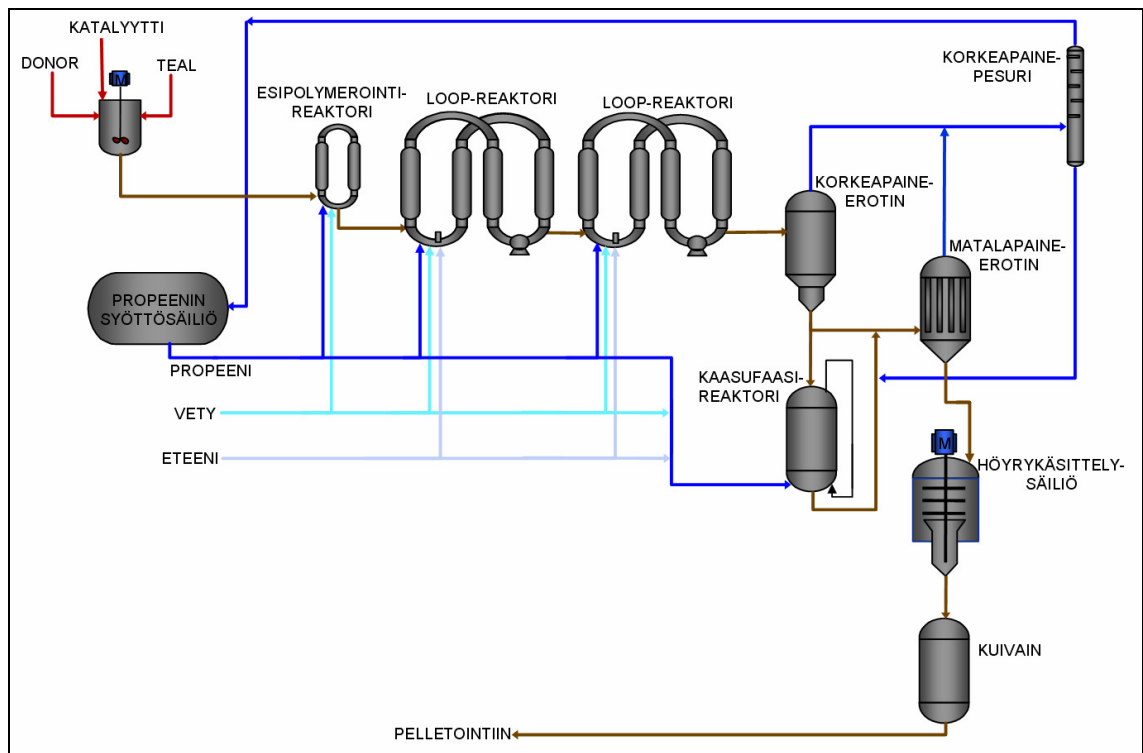 KATALYYTTI
DONOR
TEAL
M
ESIPOLYMEROINTI-
REAKTORI
LOOP-REAKTORI
LOOP-REAKTORI
KORKEAPAINE-
PESURI
KORKEAPAINE-
EROTIN
MATALAPAINE-
EROTIN
PROPEENIN
SYÖTTÖSÄILIÖ
PROPEENI
KAASUFAASI-
REAKTORI
VETY
ETEENI
M
HÖYRYKÄSITTELY-
SÄILIÖ
KUIVAIN
PELLETOINTIIN